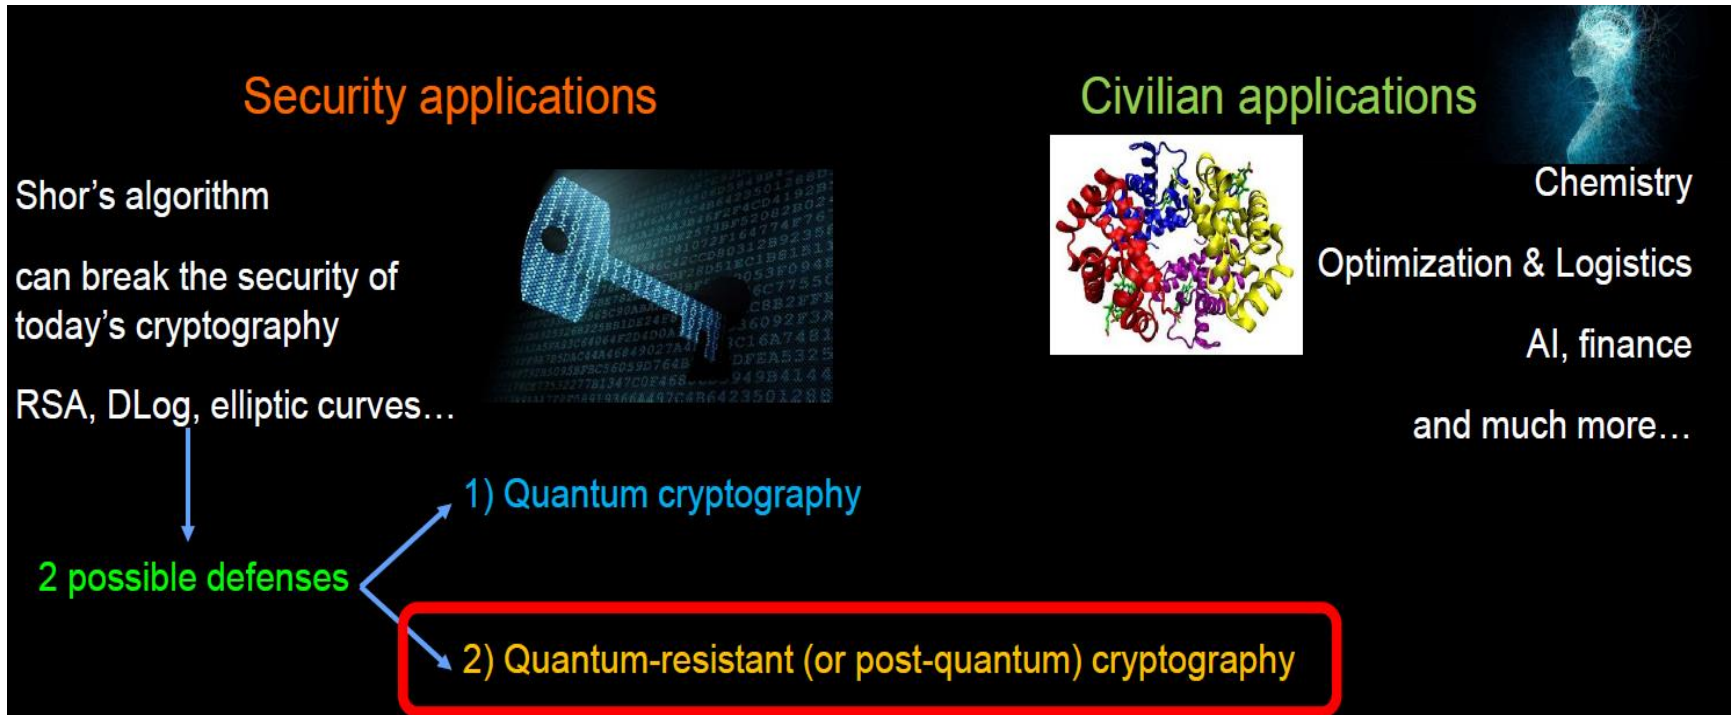 Security applications
Shor’s algorithm
can break the security of
today’s cryptography
RSA, DLog, elliptic curves…
2 possible defenses
1) Quantum cryptography
2) Quantum-resistant (or post-quantum) cryptography
Civilian applications
Chemistry
Optimization & Logistics
AI, finance
and much more…